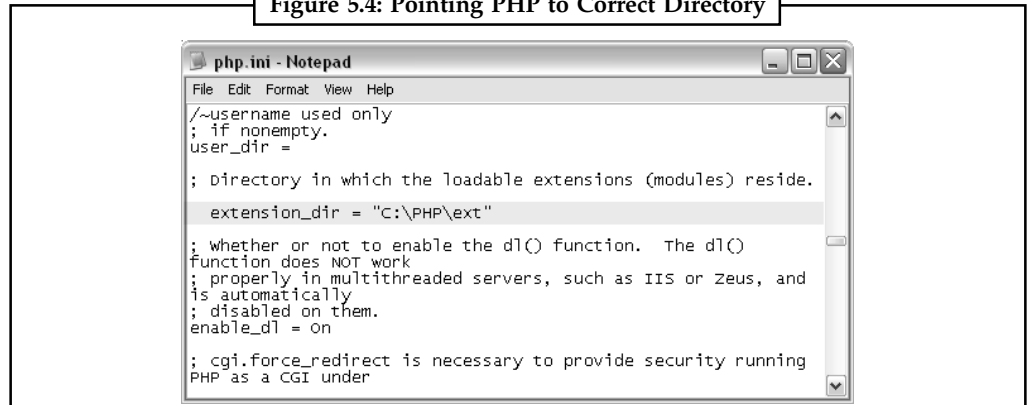 Figure 5.4: Pointing PHP to Correct Directory
php.ini - Notepad
File Edit Format View Help
/~username used only
; if nonempty.
user_dir =
; Directory in which the loadable extensions (modules) reside.
extension_dir = "C:\PHP\ext"
; Whether or not to enable the dl() function.  The dl()
function does NOT work
; properly in multithreaded servers, such as IIS or Zeus, and
is automatically
; disabled on them.
enable_dl = On
; cgi.force_redirect is necessary to provide security running
PHP as a CGI under